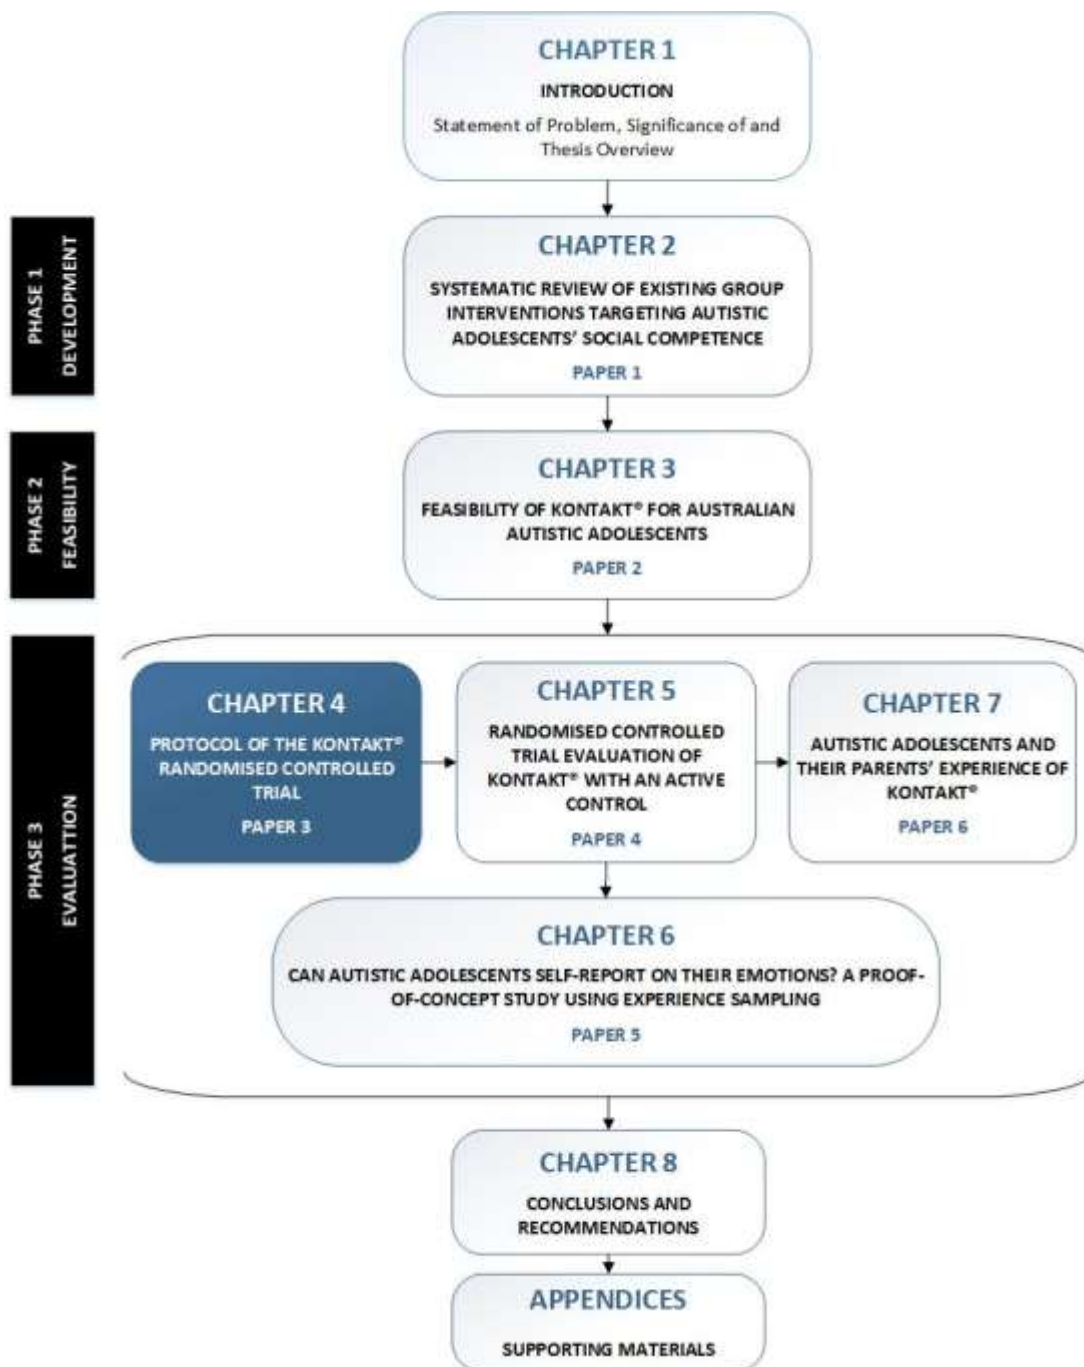 CHAPTER 1
INTRODUCTION
Statement of Problem, Significance of and
Thesis Overview
PHASE 1
DEVELOPMENT
CHAPTER 2
SYSTEMATIC REVIEW OF EXISTING GROUP
INTERVENTIONS TARGETING AUTISTIC
ADOLESCENTS' SOCIAL COMPETENCE
PAPER 1
PHASE 2
FEASIBILITY
CHAPTER 3
FEASIBILITY OF KONTAKT® FOR AUSTRALIAN
AUTISTIC ADOLESCENTS
PAPER 2
PHASE 3
EVALUATION
CHAPTER 4
PROTOCOL OF THE KONTAKT®
RANDOMISED CONTROLLED
TRIAL
PAPER 3
CHAPTER 5
RANDOMISED CONTROLLED
TRIAL EVALUATION OF
KONTAKT® WITH AN ACTIVE
CONTROL
PAPER 4
CHAPTER 7
AUTISTIC ADOLESCENTS AND
THEIR PARENTS' EXPERIENCE OF
KONTAKT®
PAPER 6
CHAPTER 6
CAN AUTISTIC ADOLESCENTS SELF-REPORT ON THEIR EMOTIONS? A PROOF-
OF-CONCEPT STUDY USING EXPERIENCE SAMPLING
PAPER 5
CHAPTER 8
CONCLUSIONS AND
RECOMMENDATIONS
APPENDICES
SUPPORTING MATERIALS